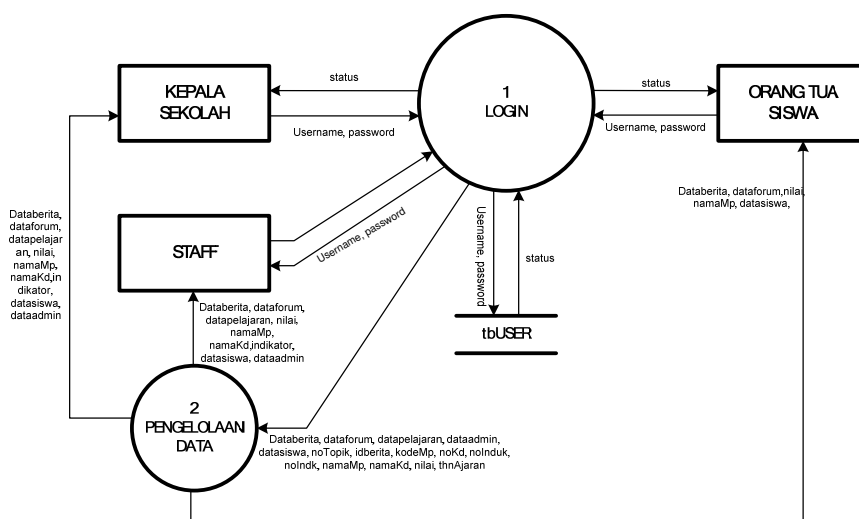 KEPALA
SEKOLAH
status
Username, password
1
LOGIN
status
Username, password
ORANG TUA
SISWA
Databerita, dataforum,nilai,
namaMp, datasiswa,
Databerita,
dataforum,
datapelajar
an, nilai,
namaMp,
namaKd,in
dikator,
datasiswa,
dataadmin
STAFF
Username, password
Username, password
status
tbUSER
Databerita, dataforum,
datapelajaran, nilai,
namaMp,
namaKd,indikator,
datasiswa, dataadmin
2
PENGELOLAAN
DATA
Databerita, dataforum, datapelajaran, dataadmin,
datasiswa, noTopik, idberita, kodeMp, noKd, noInduk,
noIndk, namaMp, namaKd, nilai, thnAjaran